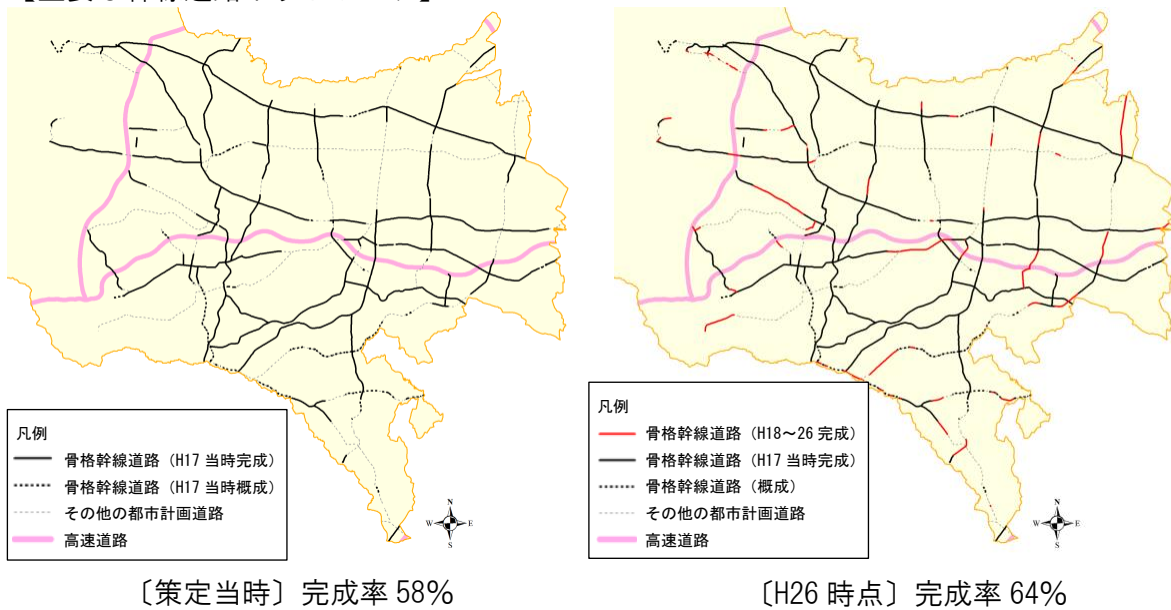 凡例
骨格幹線道路（H17 当時完成）
骨格幹線道路（H17 当時概成）
その他の都市計画道路
高速道路
N
W
E
S
〔策定当時〕完成率 58%
凡例
骨格幹線道路（H18～26 完成）
骨格幹線道路（H17 当時完成）
骨格幹線道路（概成）
その他の都市計画道路
高速道路
N
W
E
S
〔H26 時点〕完成率 64%